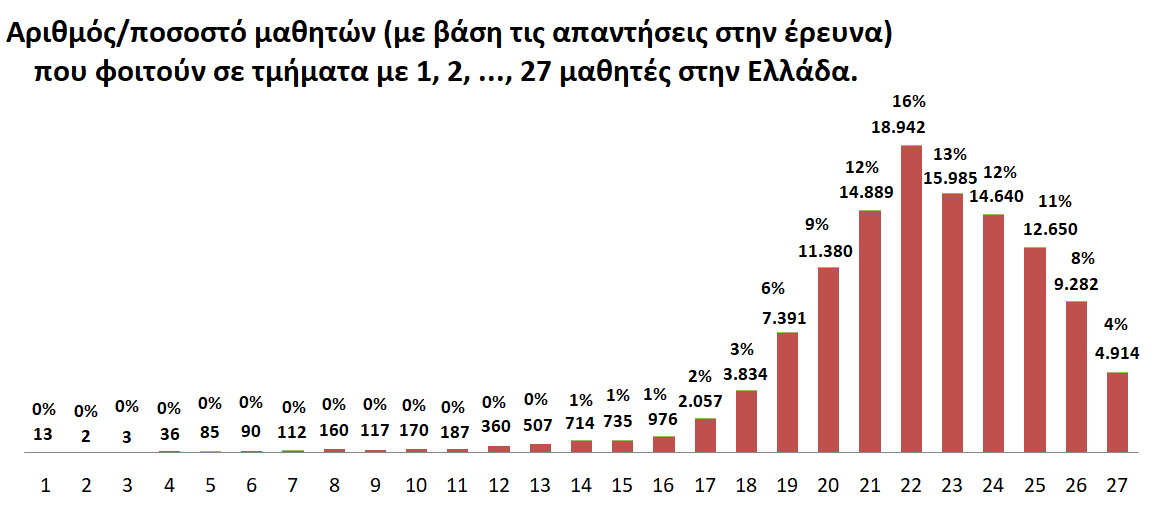 Αριθμός/ποσοστό μαθητών (με βάση τις απαντήσεις στην έρευνα)
που φοιτούν σε τμήματα με 1, 2, ..., 27 μαθητές στην Ελλάδα.
0% 0% 0% 0% 0% 0% 0% 0% 0% 0% 0% 0% 0% 1% 1% 1% 2% 3% 6% 9% 12% 16% 13% 12% 11% 8% 4%
13 2 3 36 85 90 112 160 117 170 187 360 507 714 735 976 2.057 3.834 7.391 11.380 14.889 18.942 15.985 14.640 12.650 9.282 4.914
1 2 3 4 5 6 7 8 9 10 11 12 13 14 15 16 17 18 19 20 21 22 23 24 25 26 27